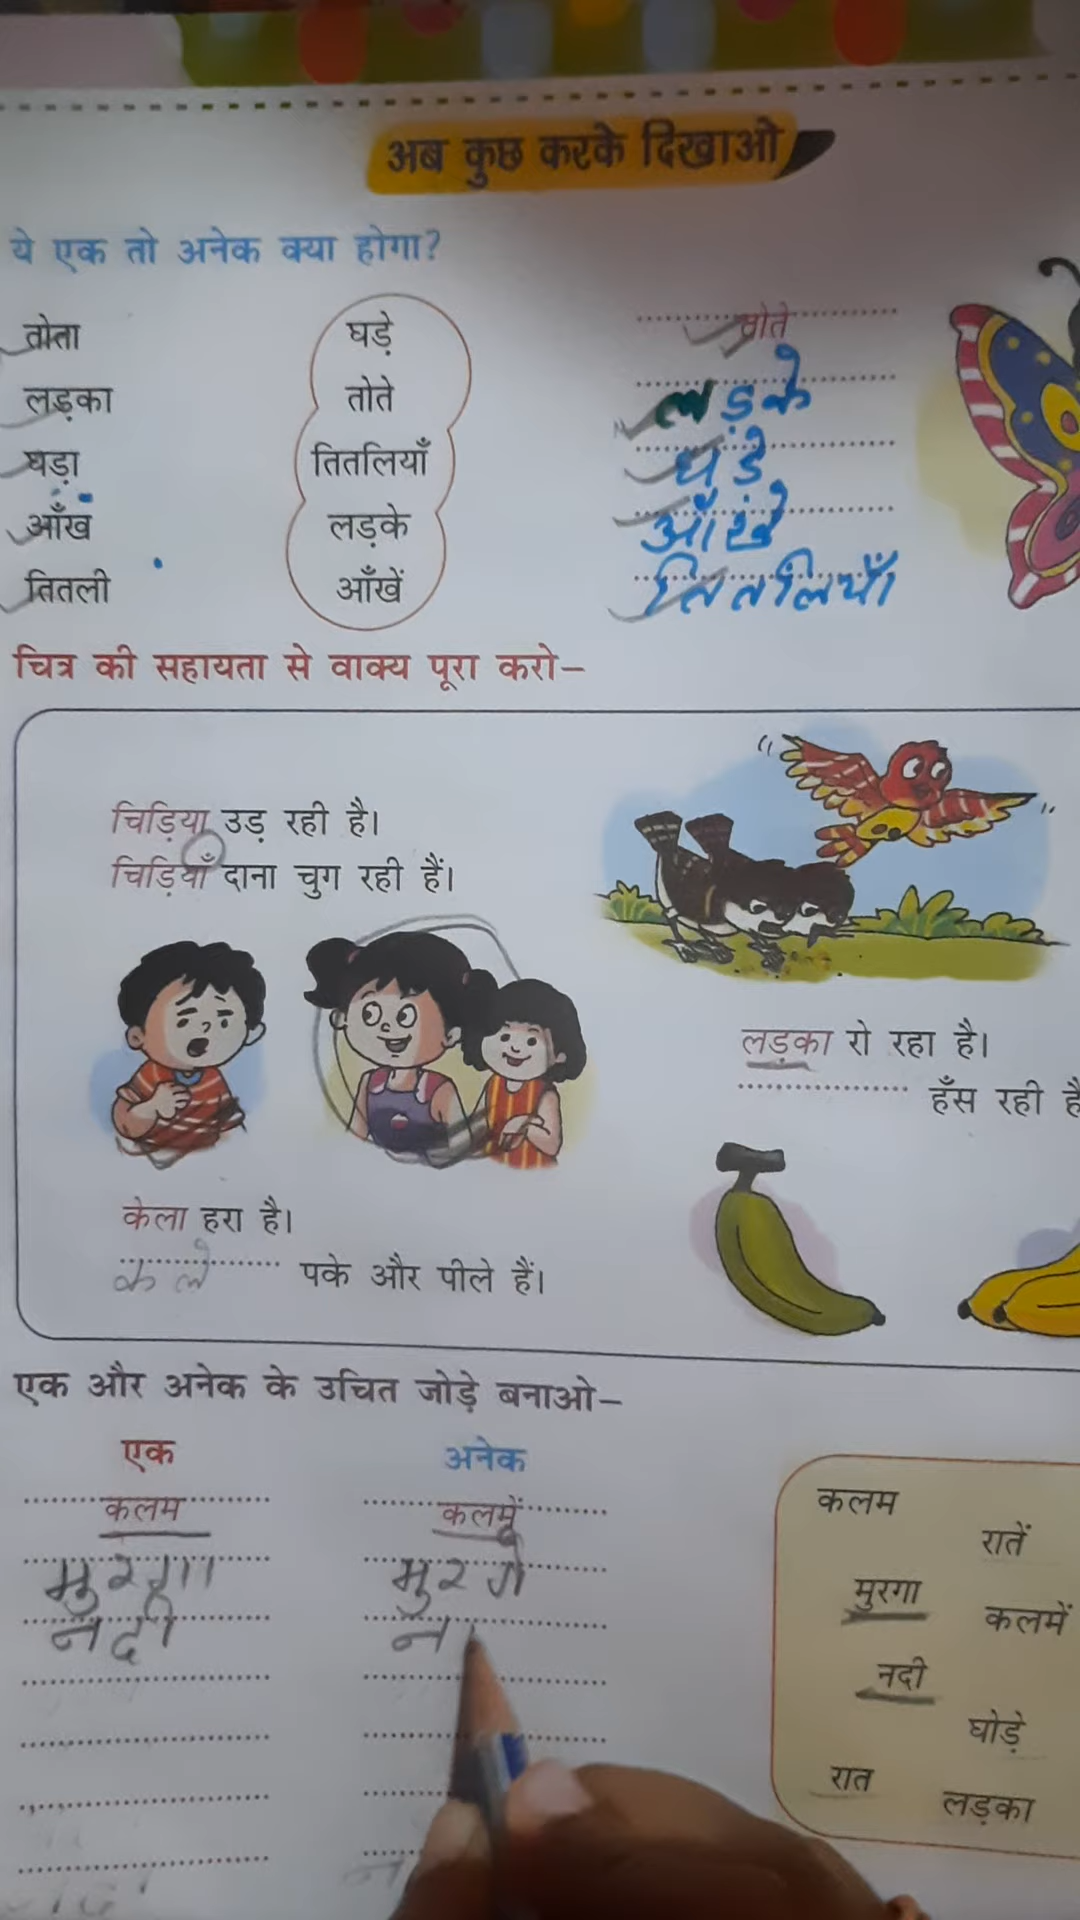 अब कुछ करके दिखाओ
ये एक तो अनेक क्या होगा?
तोता घड़े तोते
लड़का तोते लड़के
घड़ा तितलियाँ घड़े
आँख लड़के आँखे
तितली आँखें तितलियाँ
चित्र की सहायता से वाक्य पूरा करो–
चिड़िया उड़ रही है।
चिड़ियाँ दाना चुग रही हैं।
लड़का रो रहा है।
हँस रही है
केला हरा है।
केले पके और पीले हैं।
एक और अनेक के उचित जोड़े बनाओ–
एक अनेक
कलम कलमें
मुरगा मुरगे
नदी न
कलम
रातें
मुरगा
कलमें
नदी
घोड़े
रात
लड़का